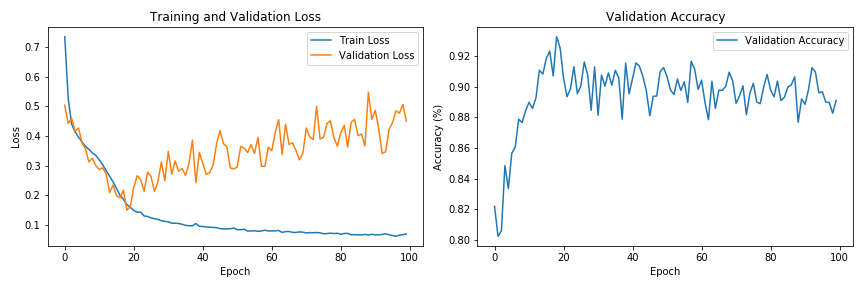 Training and Validation Loss
Train Loss
Validation Loss
Loss
0.7
0.6
0.5
0.4
0.3
0.2
0.1
0
20
40
60
80
100
Epoch
Validation Accuracy
Validation Accuracy
Accuracy (%)
0.92
0.90
0.88
0.86
0.84
0.82
0.80
0
20
40
60
80
100
Epoch